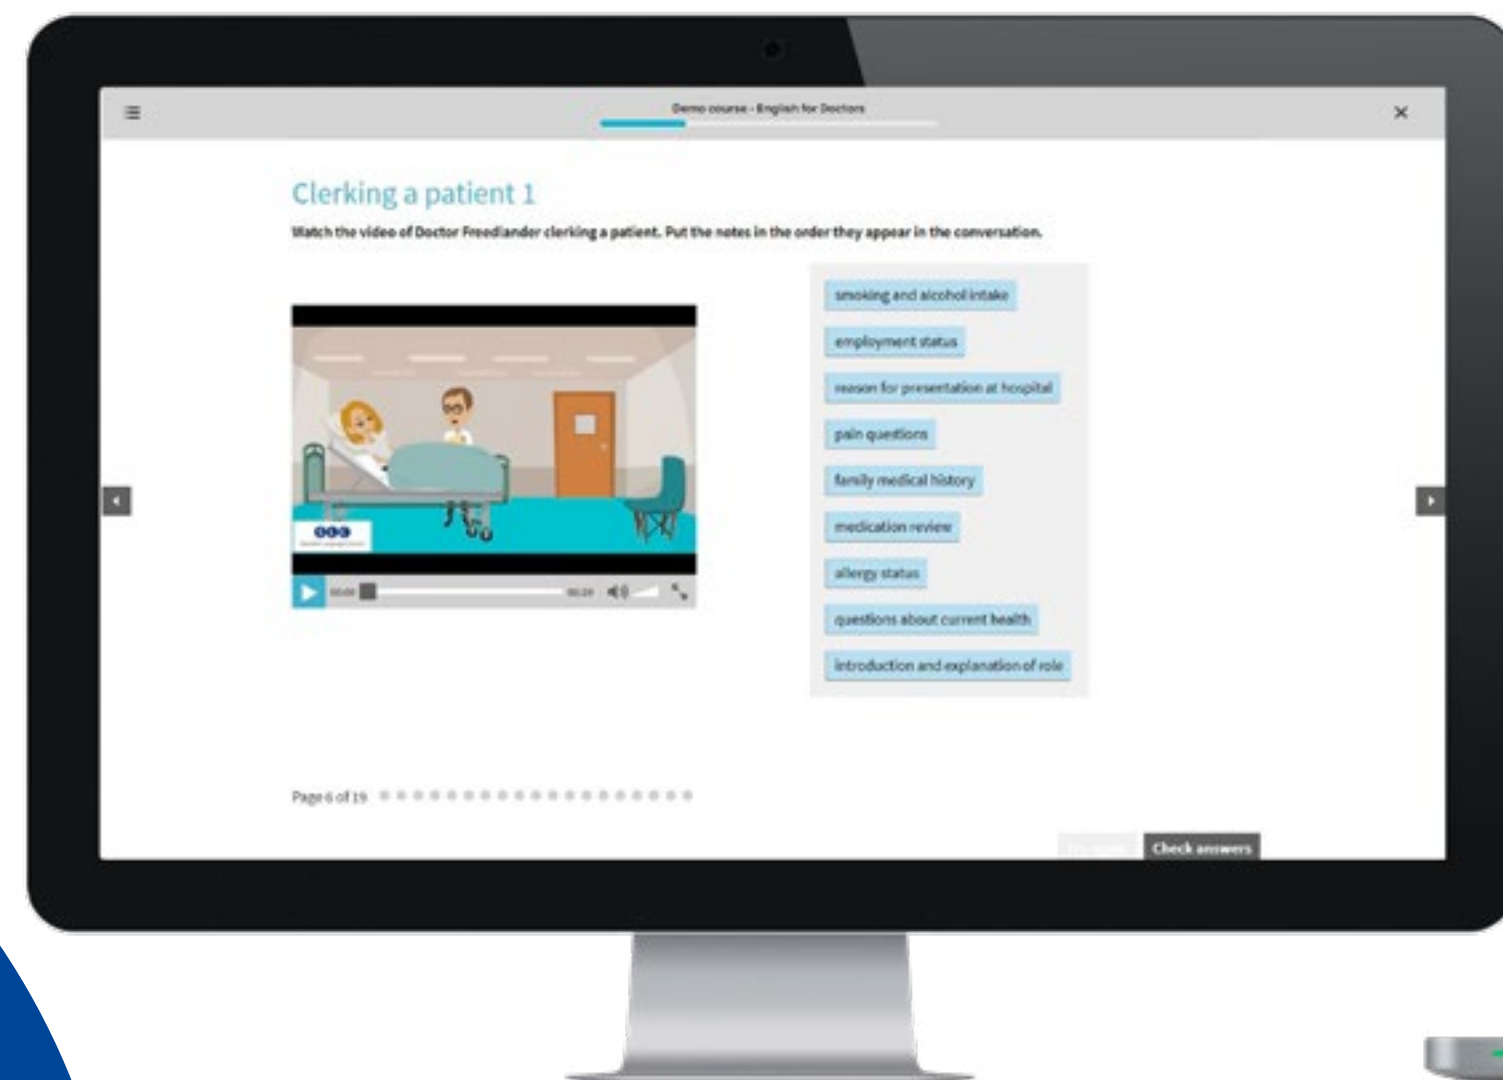 Demo course - English for Doctors
Clerking a patient 1
Watch the video of Doctor Freedlander clerking a patient. Put the notes in the order they appear in the conversation.
smoking and alcohol intake
employment status
reason for presentation at hospital
pain questions
family medical history
medication review
allergy status
questions about current health
introduction and explanation of role
SLC
00:00
Page 6 of 19
Check answers